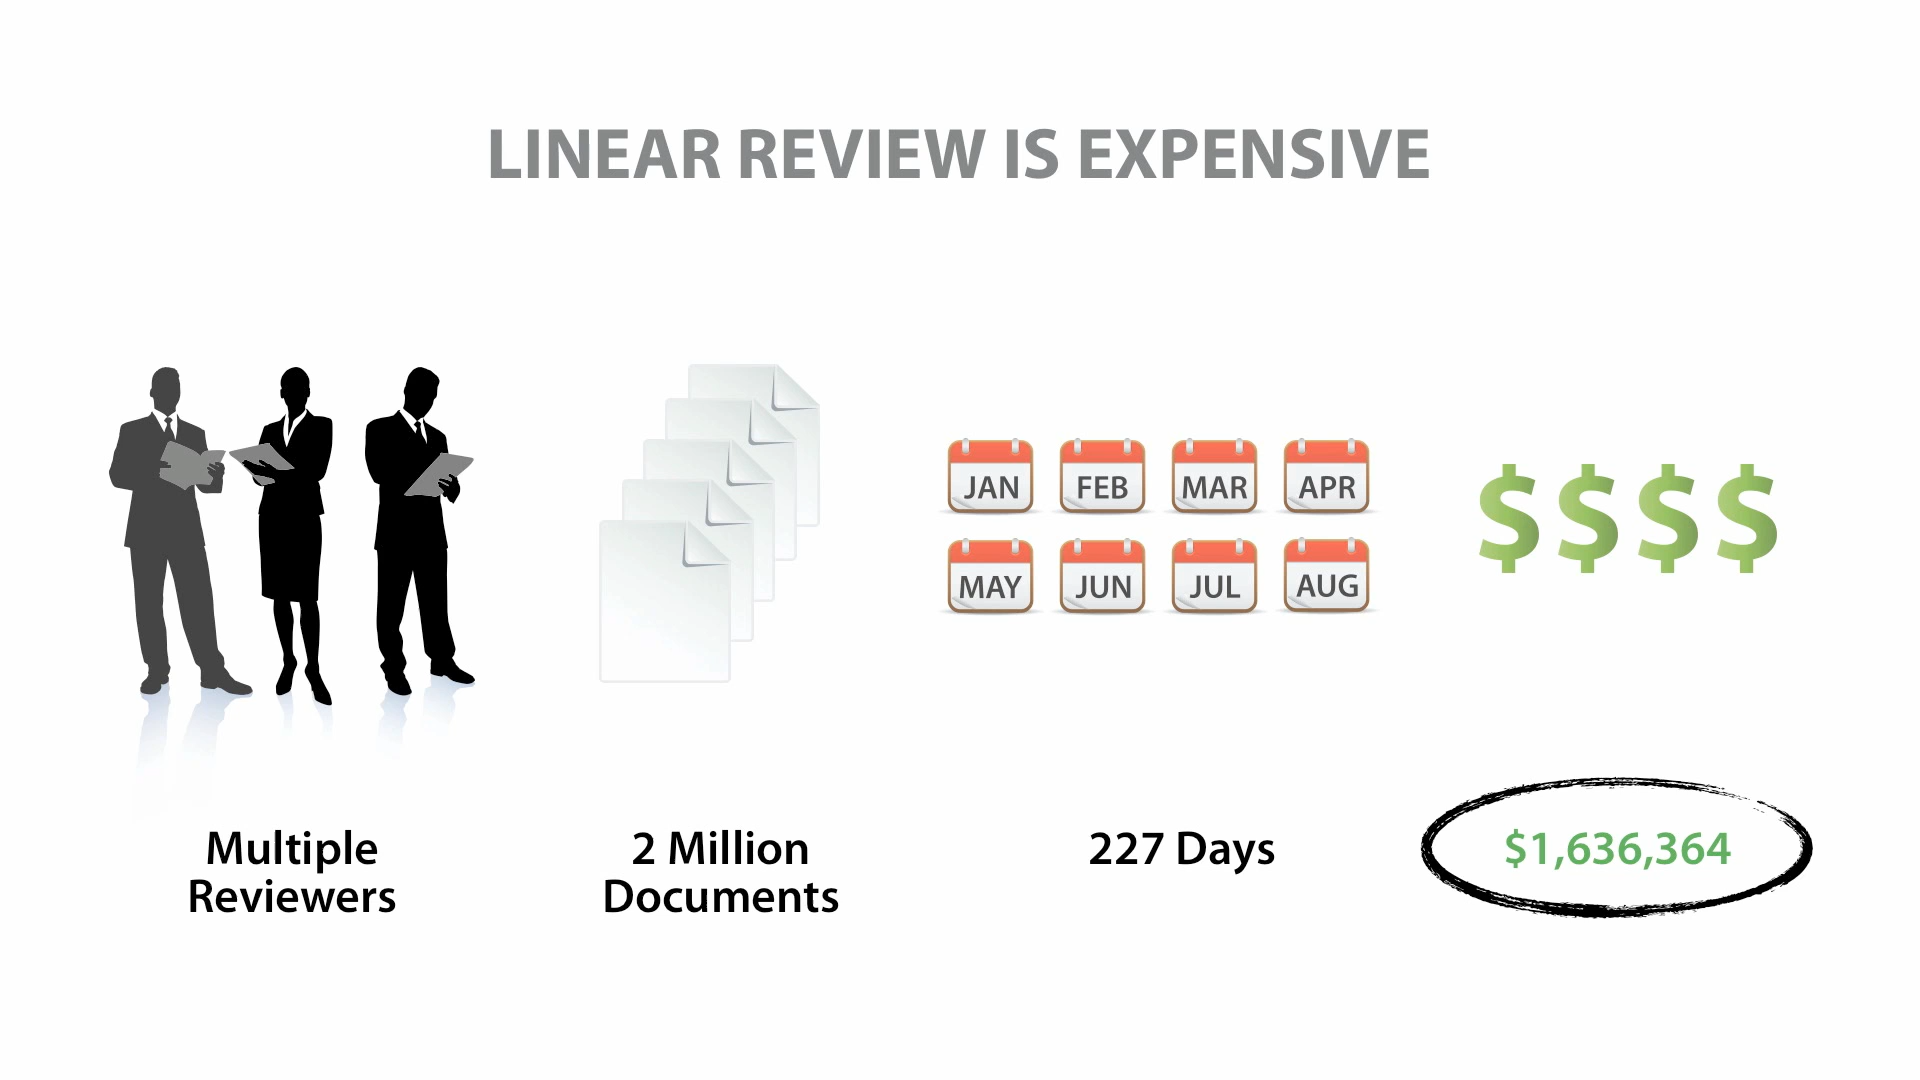 LINEAR REVIEW IS EXPENSIVE
JAN FEB MAR APR
MAY JUN JUL AUG
$$$$
Multiple
Reviewers
2 Million
Documents
227 Days
$1,636,364